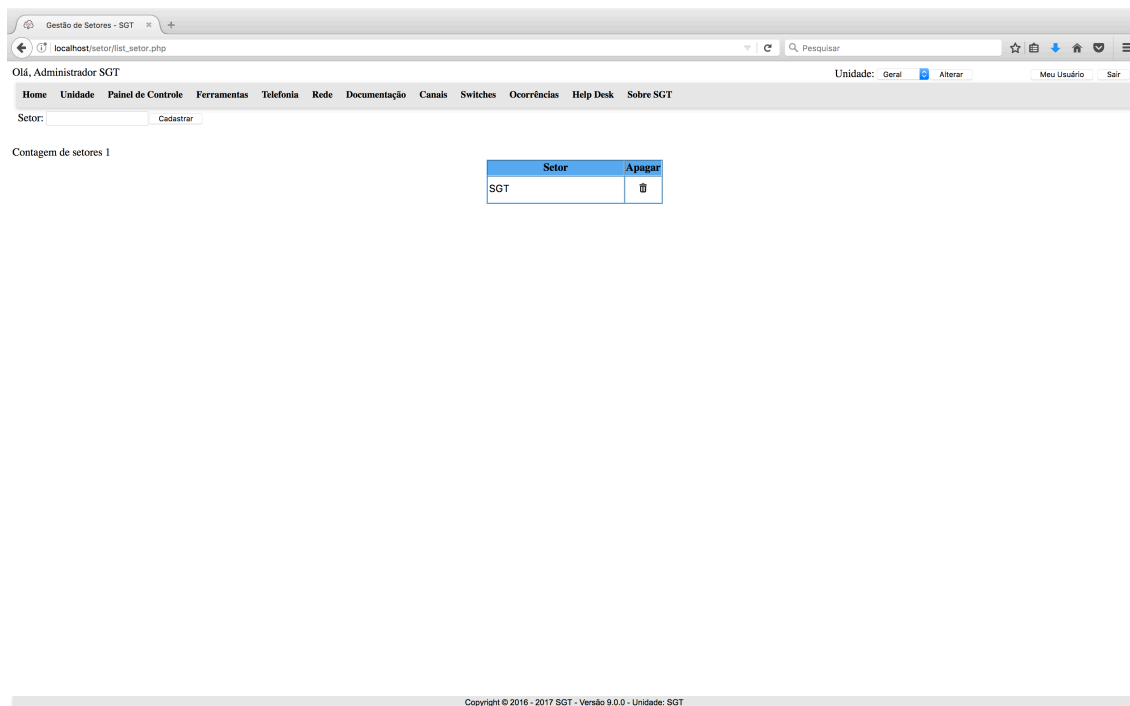 Gestão de Setores - SGT
localhost/setor/list_setor.php
Pesquisar
Olá, Administrador SGT
Unidade: Geral Alterar Meu Usuário Sair
Home Unidade Painel de Controle Ferramentas Telefonia Rede Documentação Canais Switches Ocorrências Help Desk Sobre SGT
Setor: Cadastrar
Contagem de setores 1
Setor Apagar
SGT
Copyright © 2016 - 2017 SGT - Versão 9.0.0 - Unidade: SGT